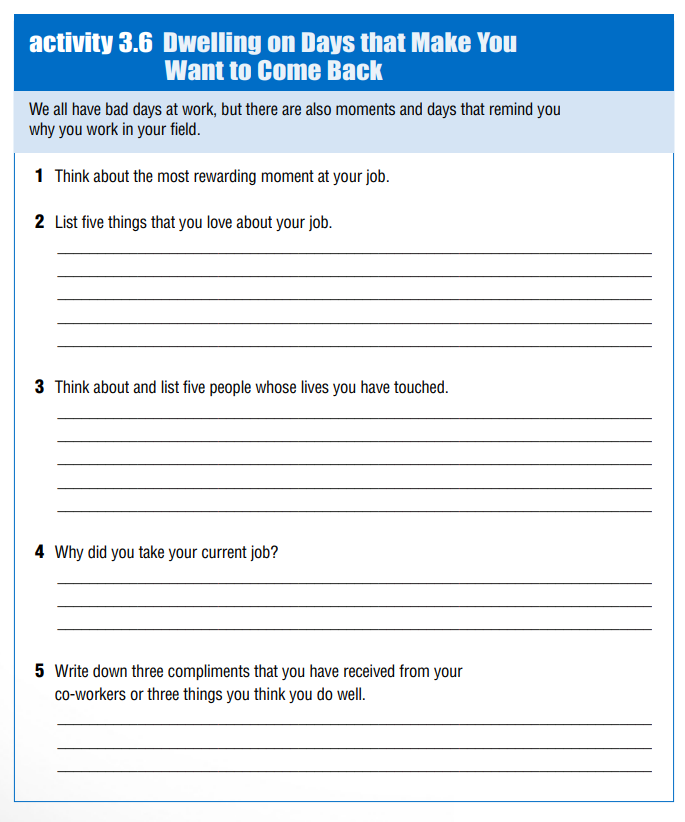 activity 3.6 Dwelling on Days that Make You
Want to Come Back
We all have bad days at work, but there are also moments and days that remind you
why you work in your field.
1 Think about the most rewarding moment at your job.
2 List five things that you love about your job.
3 Think about and list five people whose lives you have touched.
4 Why did you take your current job?
5 Write down three compliments that you have received from your
co-workers or three things you think you do well.